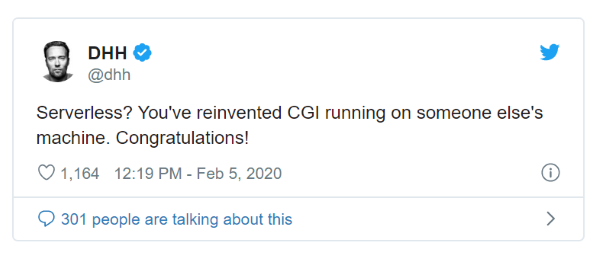 DHH
@dhh
Serverless? You've reinvented CGI running on someone else's
machine. Congratulations!
1,164 12:19 PM - Feb 5, 2020
301 people are talking about this